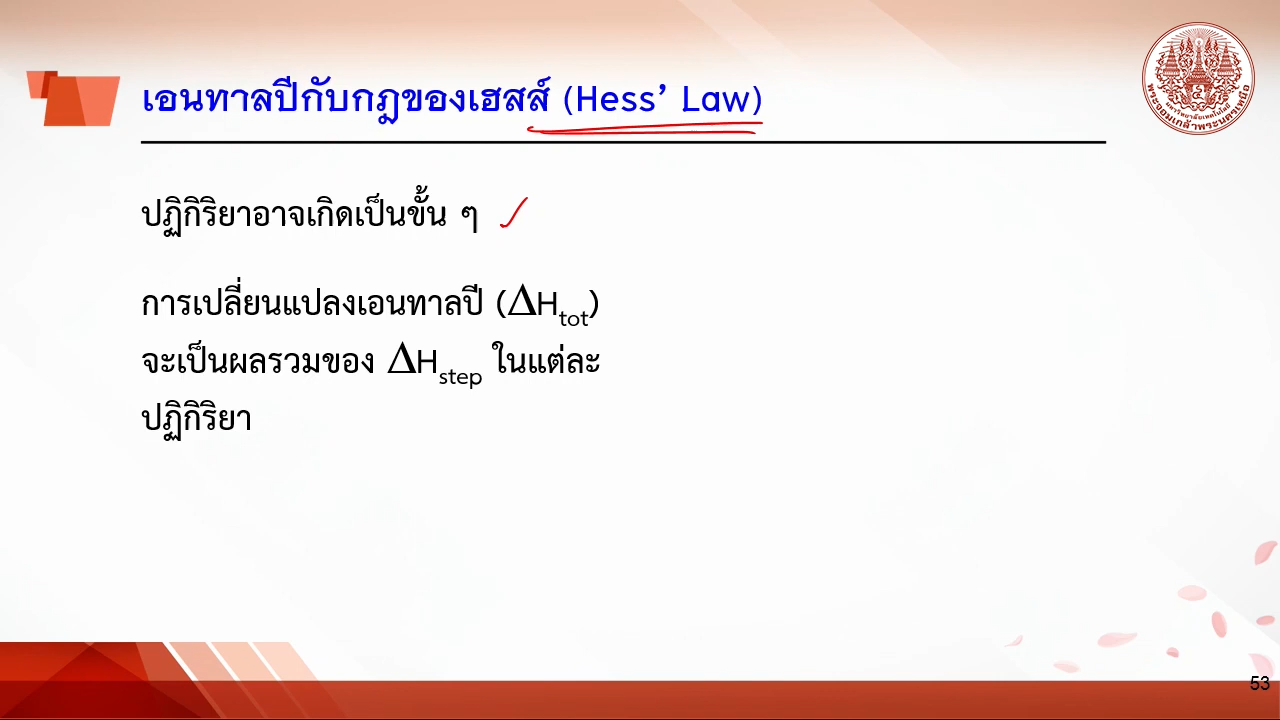 เอนทาลปีกับกฎของเฮสส์ (Hess’ Law)
ปฏิกิริยาอาจเกิดเป็นขั้น ๆ
การเปลี่ยนแปลงเอนทาลปี (ΔHtot)
จะเป็นผลรวมของ ΔHstep ในแต่ละ
ปฏิกิริยา
53